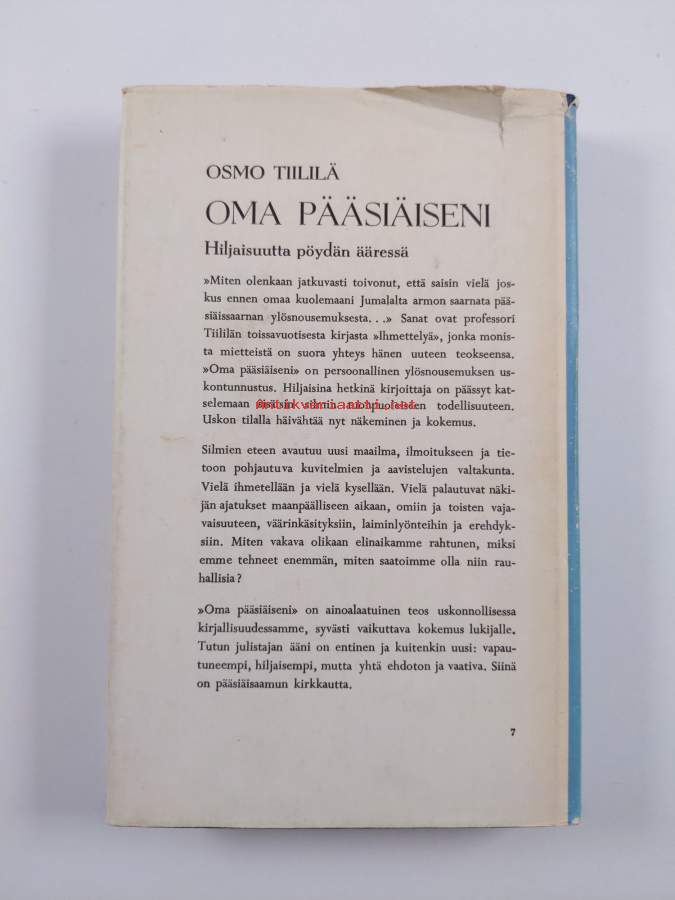 OSMO TIILILÄ
OMA PÄÄSIÄISENI
Hiljaisuutta pöydän ääressä
»Miten olenkaan jatkuvasti toivonut, että saisin vielä jos-
kus ennen omaa kuolemaani Jumalalta armon saarnata pää-
siäissaarnan ylösnousemuksesta. . .» Sanat ovat professori
Tiililän toissavuotisesta kirjasta »Ihmettelyä», jonka monis-
ta mietteistä on suora yhteys hänen uuteen teokseensa.
»Oma pääsiäiseni» on persoonallinen ylösnousemuksen us-
kontunnustus. Hiljaisina hetkinä kirjoittaja on päässyt kat-
selemaan sisäisin silmin tuonpuoleiseen todellisuuteen.
antikvariaatti.net
Uskon tilalla häivähtää nyt näkeminen ja kokemus.
Silmien eteen avautuu uusi maailma, ilmoitukseen ja tie-
toon pohjautuva kuvitelmien ja aavistelujen valtakunta.
Vielä ihmetellään ja vielä kysellään. Vielä palautuvat näki-
jän ajatukset maanpäälliseen aikaan, omiin ja toisten vaja-
vaisuuteen, väärinkäsityksiin, laiminlyönteihin ja erehdyk-
siin. Miten vakava olikaan elinaikamme rahtunen, miksi
emme tehneet enemmän, miten saatoimme olla niin rau-
hallisia?
»Oma pääsiäiseni» on ainoalaatuinen teos uskonnollisessa
kirjallisuudessamme, syvästi vaikuttava kokemus lukijalle.
Tutun julistajan ääni on entinen ja kuitenkin uusi: vapau-
tuneempi, hiljaisempi, mutta yhtä ehdoton ja vaativa. Siinä
on pääsiäisaamun kirkkautta.
7